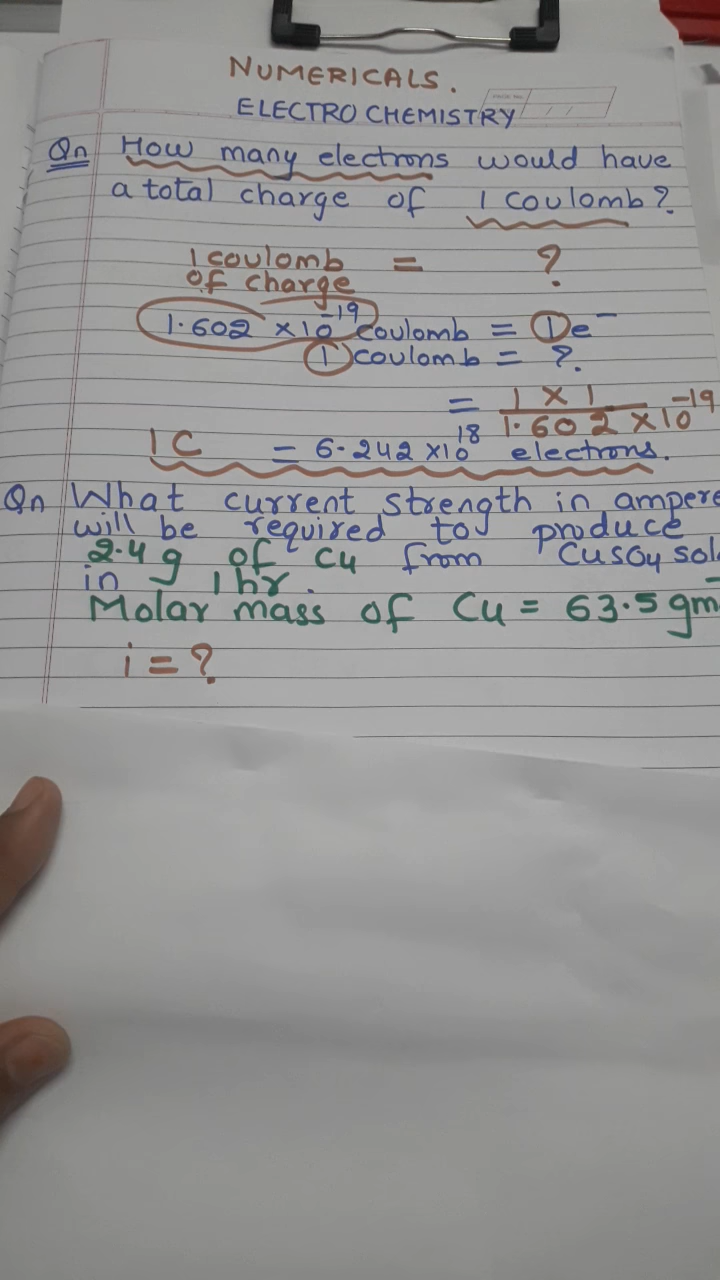 NUMERICALS.
ELECTRO CHEMISTRY
Qn How many electrons would have
a total charge of 1 coulomb?
1 coulomb = ?
of charge
1.602 ×10⁻¹⁹ coulomb = 1 e⁻
1 coulomb = ?
= 1 × 1 / 1.602 ×10⁻¹⁹
1C = 6.242 ×10¹⁸ electrons.
Qn What current strength in ampere
will be required to produce
2.4 g of Cu from CuSO4 sol
in 1 hr.
Molar mass of Cu = 63.5 gm
i = ?